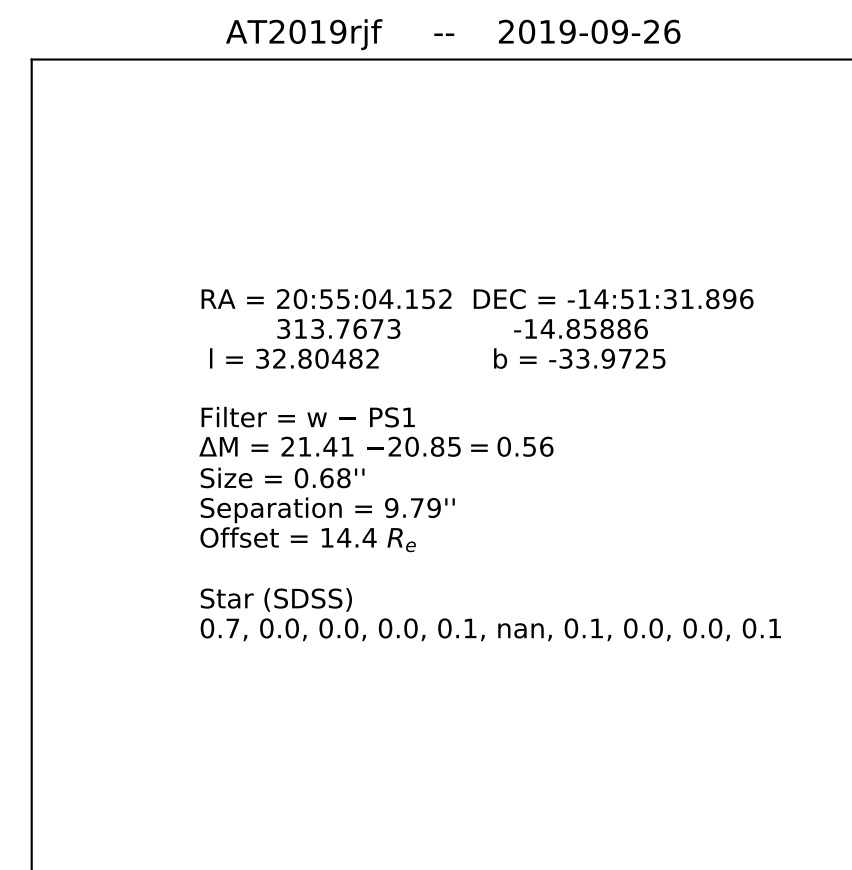 AT2019rjf -- 2019-09-26
RA = 20:55:04.152 DEC = -14:51:31.896
313.7673 -14.85886
l = 32.80482 b = -33.9725
Filter = w − PS1
ΔM = 21.41 −20.85 = 0.56
Size = 0.68''
Separation = 9.79''
Offset = 14.4 Re
Star (SDSS)
0.7, 0.0, 0.0, 0.0, 0.1, nan, 0.1, 0.0, 0.0, 0.1